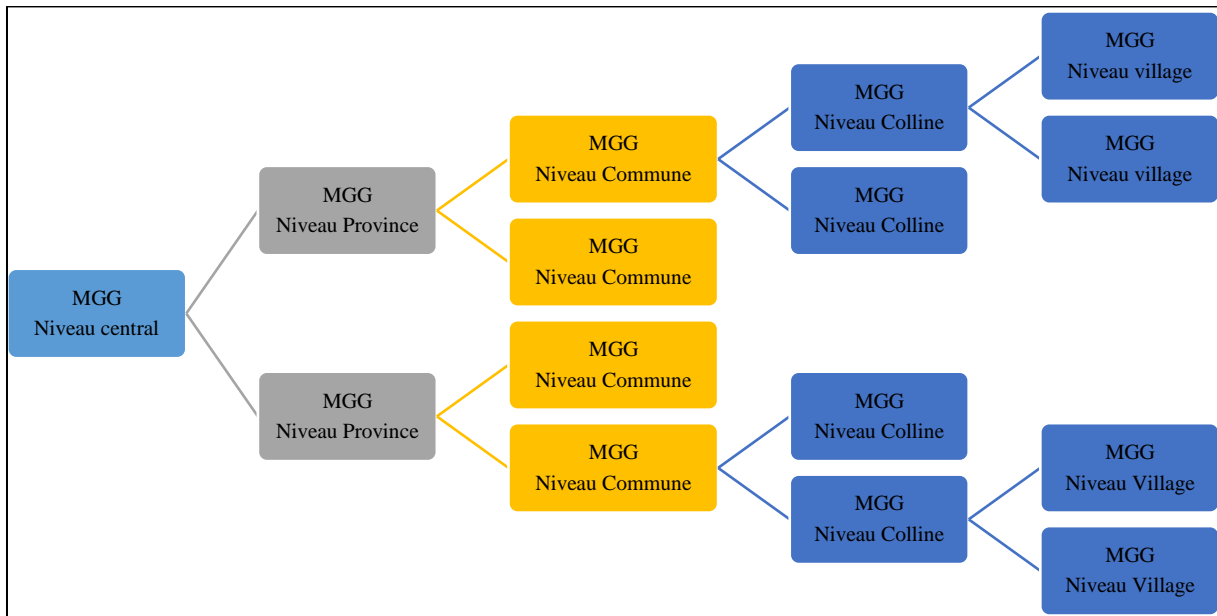 MGG
Niveau central
MGG
Niveau Province
MGG
Niveau Province
MGG
Niveau Commune
MGG
Niveau Commune
MGG
Niveau Commune
MGG
Niveau Commune
MGG
Niveau Colline
MGG
Niveau Colline
MGG
Niveau Colline
MGG
Niveau Colline
MGG
Niveau village
MGG
Niveau village
MGG
Niveau Village
MGG
Niveau Village